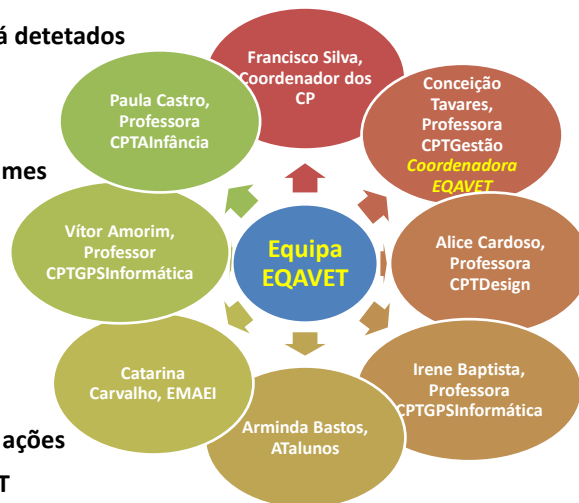 á detetados
Francisco Silva,
Coordenador dos
CP
Conceição
Tavares,
Professora
CPTGestão
Coordenadora
EQAVET
Paula Castro,
Professora
CPTAInfância
mes
Vítor Amorim,
Professor
CPTGPSInformática
Equipa
EQAVET
Alice Cardoso,
Professora
CPTDesign
Catarina
Carvalho, EMAEI
Irene Baptista,
Professora
CPTGPSInformática
Arminda Bastos,
ATalunos
ações
T